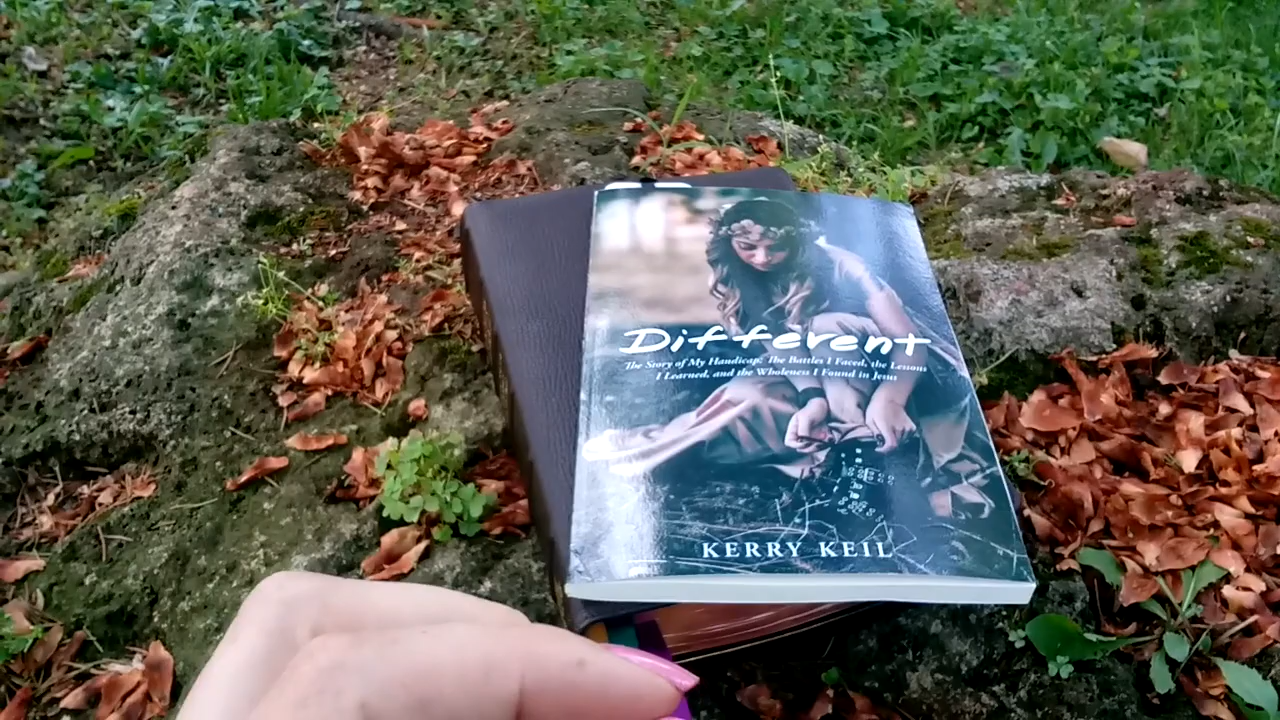 Different
The Story of My Handicap: The Battles I Faced, the Lessons
I Learned, and the Wholeness I Found in Jesus
KERRY KEIL